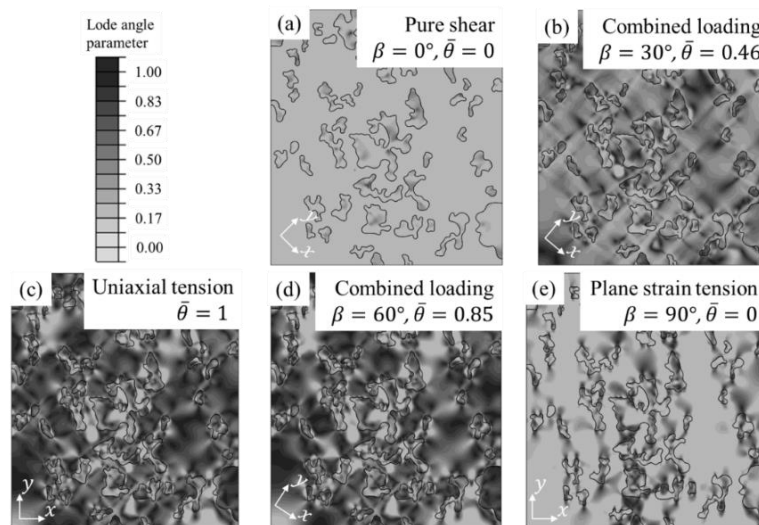 Lode angle
parameter
1.00
0.83
0.67
0.50
0.33
0.17
0.00
(a) Pure shear
β = 0°, θ̄ = 0
y
x
(b) Combined loading
β = 30°, θ̄ = 0.46
y
x
(c) Uniaxial tension
θ̄ = 1
y
x
(d) Combined loading
β = 60°, θ̄ = 0.85
y
x
(e) Plane strain tension
β = 90°, θ̄ = 0
y
x